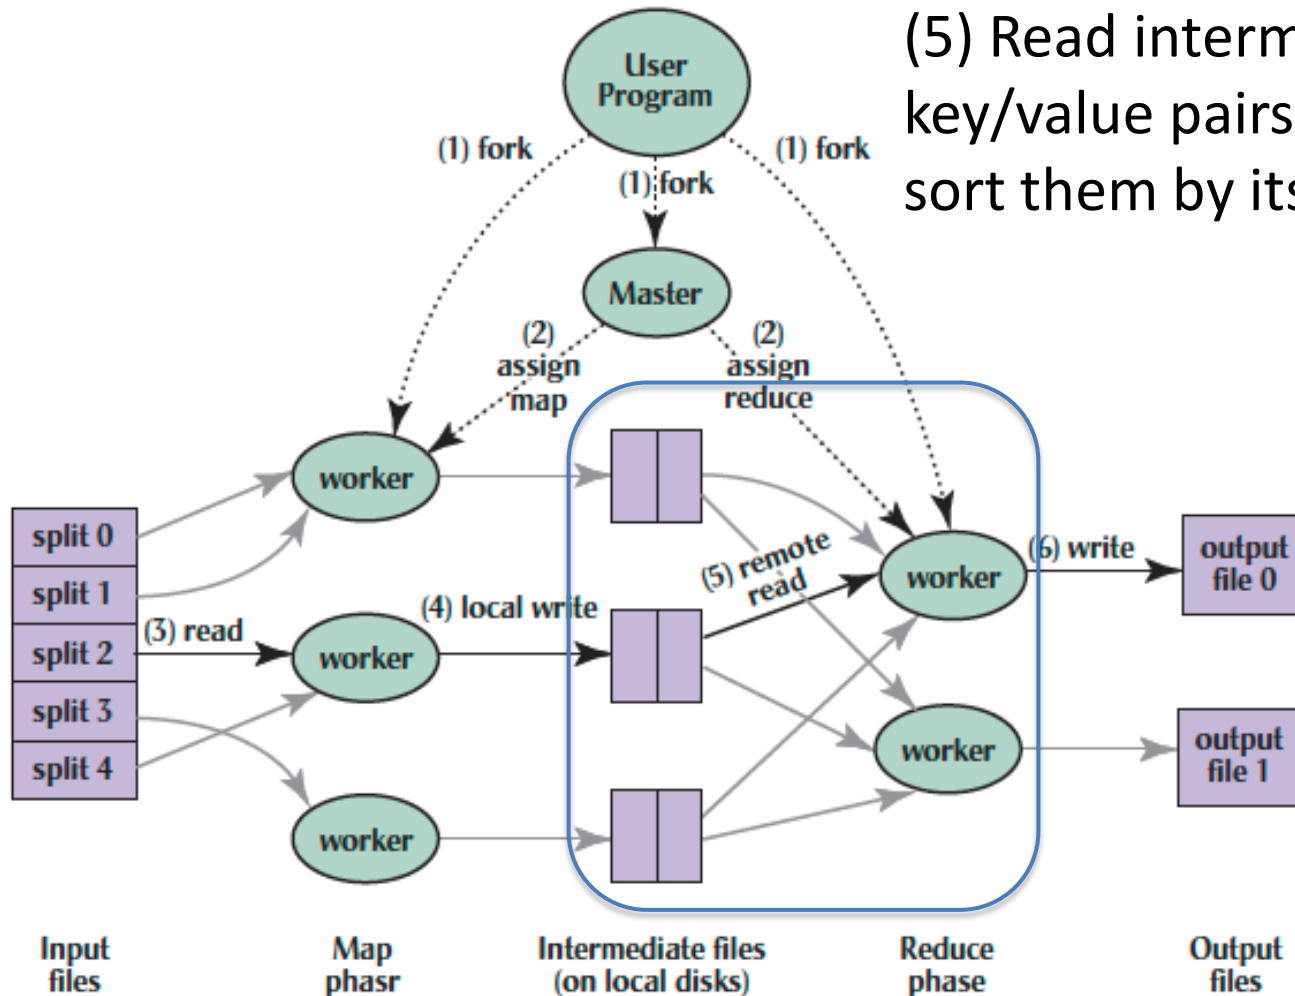 (5) Read interm
key/value pairs
sort them by its
User
Program
(1) fork
(1) fork
(1) fork
Master
(2)
assign
map
(2)
assign
reduce
worker
split 0
split 1
split 2
split 3
split 4
(3) read
worker
(4) local write
worker
(5) remote
read
worker
(6) write
output
file 0
worker
output
file 1
Input
files
Map
phasr
Intermediate files
(on local disks)
Reduce
phase
Output
files